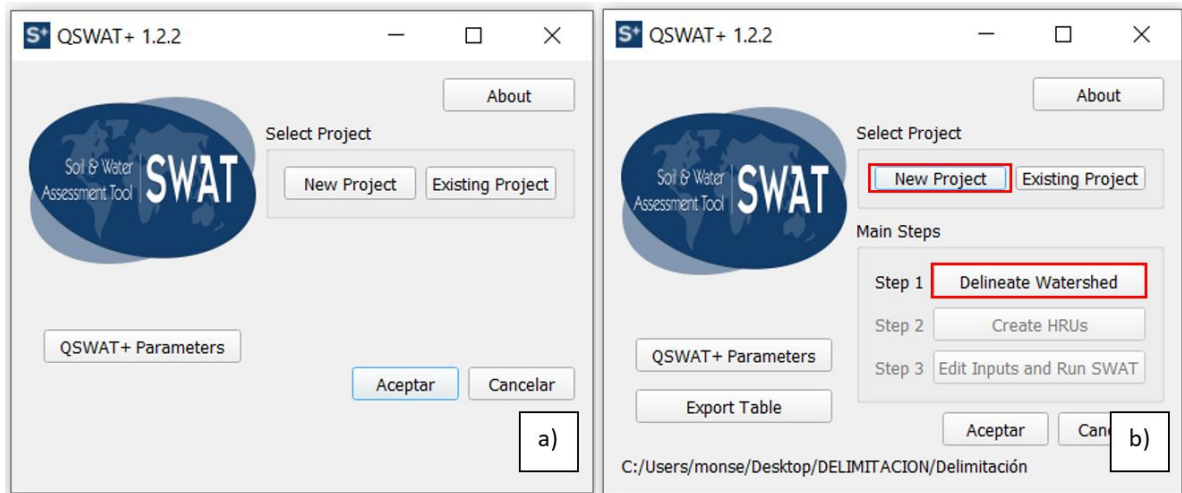 S+ QSWAT+ 1.2.2
About
Soil & Water
Assessment Tool
SWAT
Select Project
New Project
Existing Project
QSWAT+ Parameters
Aceptar
Cancelar
a)
S+ QSWAT+ 1.2.2
About
Soil & Water
Assessment Tool
SWAT
Select Project
New Project
Existing Project
Main Steps
Step 1
Delineate Watershed
Step 2
Create HRUs
Step 3
Edit Inputs and Run SWAT
QSWAT+ Parameters
Export Table
Aceptar
Can
b)
C:/Users/monse/Desktop/DELIMITACION/Delimitación